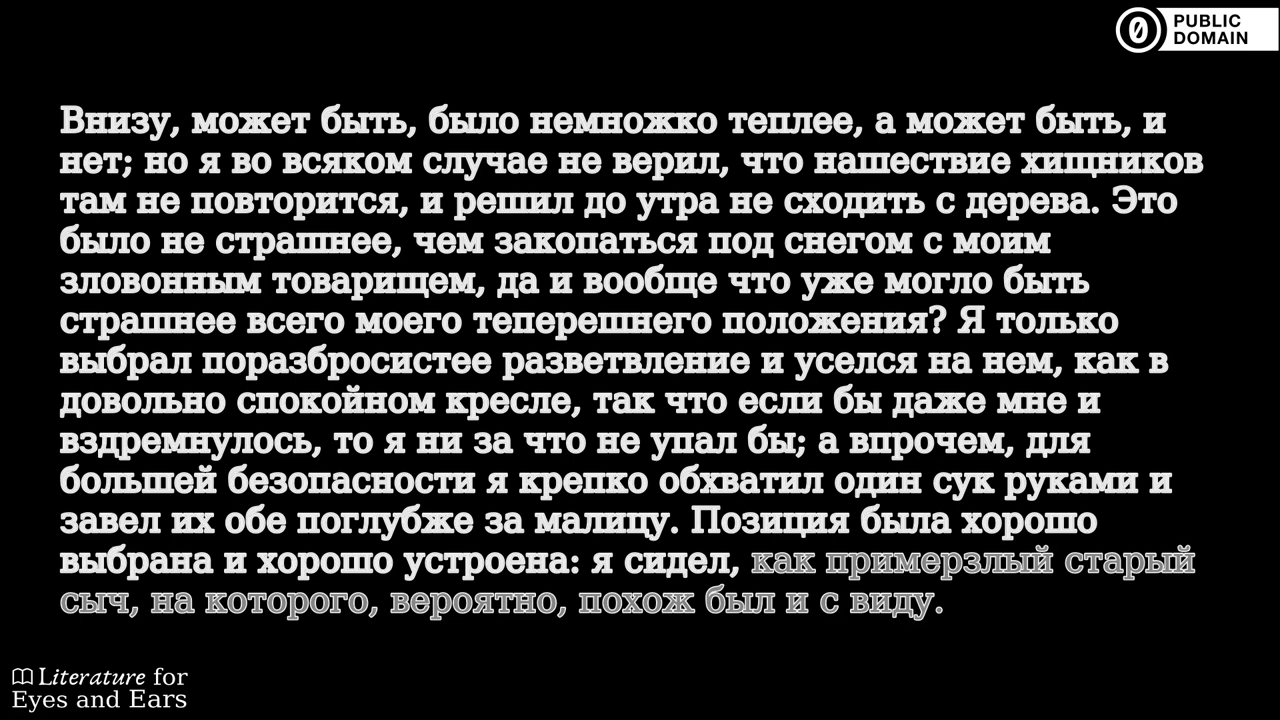 PUBLIC
DOMAIN
Внизу, может быть, было немножко теплее, а может быть, и
нет; но я во всяком случае не верил, что нашествие хищников
там не повторится, и решил до утра не сходить с дерева. Это
было не страшнее, чем закопаться под снегом с моим
зловонным товарищем, да и вообще что уже могло быть
страшнее всего моего теперешнего положения? Я только
выбрал поразбросистее разветвление и уселся на нем, как в
довольно спокойном кресле, так что если бы даже мне и
вздремнулось, то я ни за что не упал бы; а впрочем, для
большей безопасности я крепко обхватил один сук руками и
завел их обе поглубже за малицу. Позиция была хорошо
выбрана и хорошо устроена: я сидел, как примерзлый старый
сыч, на которого, вероятно, похож был и с виду.
Literature for
Eyes and Ears